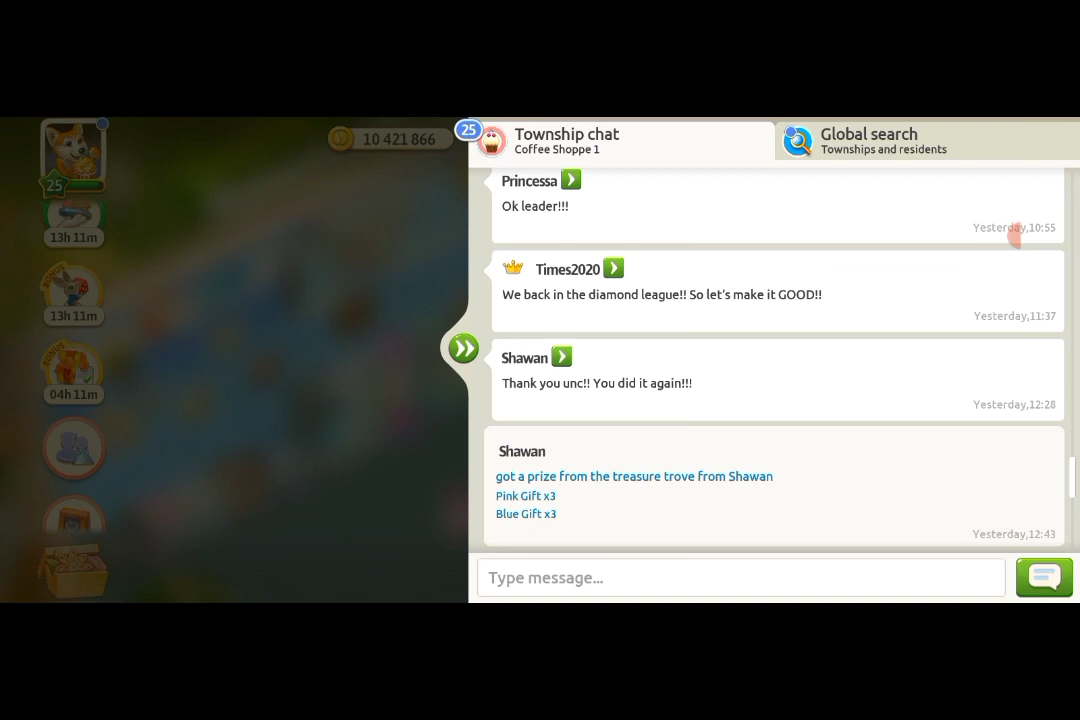 10 421 866
25
Township chat
Coffee Shoppe 1
Global search
Townships and residents
25
13h 11m
BONUS
13h 11m
BONUS
04h 11m
Princessa
Ok leader!!!
Yesterday,10:55
Times2020
We back in the diamond league!! So let's make it GOOD!!
Yesterday,11:37
Shawan
Thank you unc!! You did it again!!!
Yesterday,12:28
Shawan
got a prize from the treasure trove from Shawan
Pink Gift x3
Blue Gift x3
Yesterday,12:43
Type message...